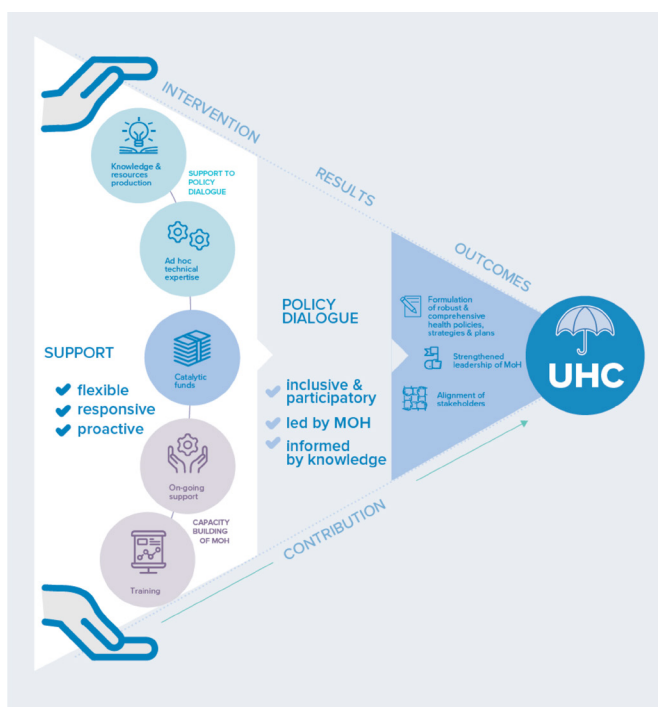 INTERVENTION
RESULTS
OUTCOMES
Knowledge &
resources
production
SUPPORT TO
POLICY
DIALOGUE
Ad hoc
technical
expertise
SUPPORT
flexible
responsive
proactive
Catalytic
funds
On-going
support
CAPACITY
BUILDING
OF MOH
Training
POLICY
DIALOGUE
inclusive &
participatory
led by MOH
informed
by knowledge
Formulation
of robust &
comprehensive
health policies,
strategies & plans
Strengthened
leadership of MoH
Alignment of
stakeholders
UHC
CONTRIBUTION